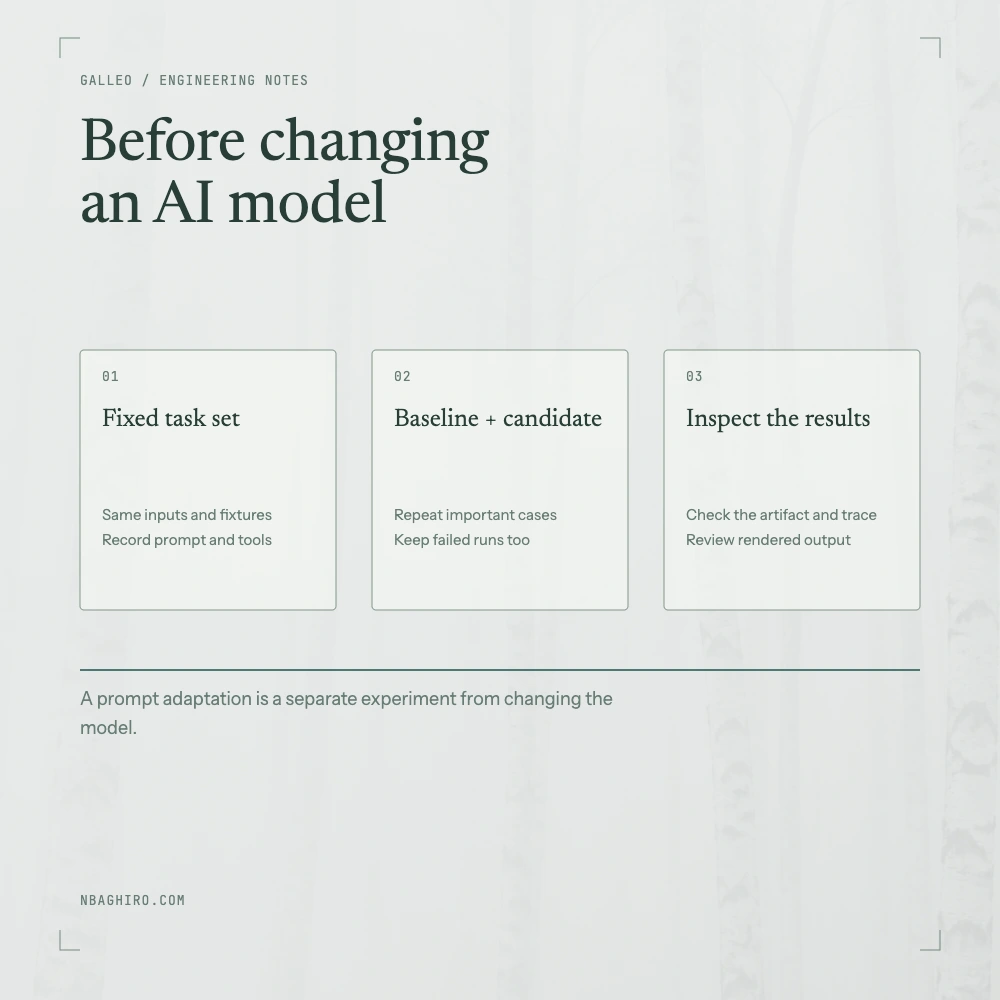 GALLEO / ENGINEERING NOTES
Before changing
an AI model
01
Fixed task set
Same inputs and fixtures
Record prompt and tools
02
Baseline + candidate
Repeat important cases
Keep failed runs too
03
Inspect the results
Check the artifact and trace
Review rendered output
A prompt adaptation is a separate experiment from changing the
model.
NBAGHIRO.COM